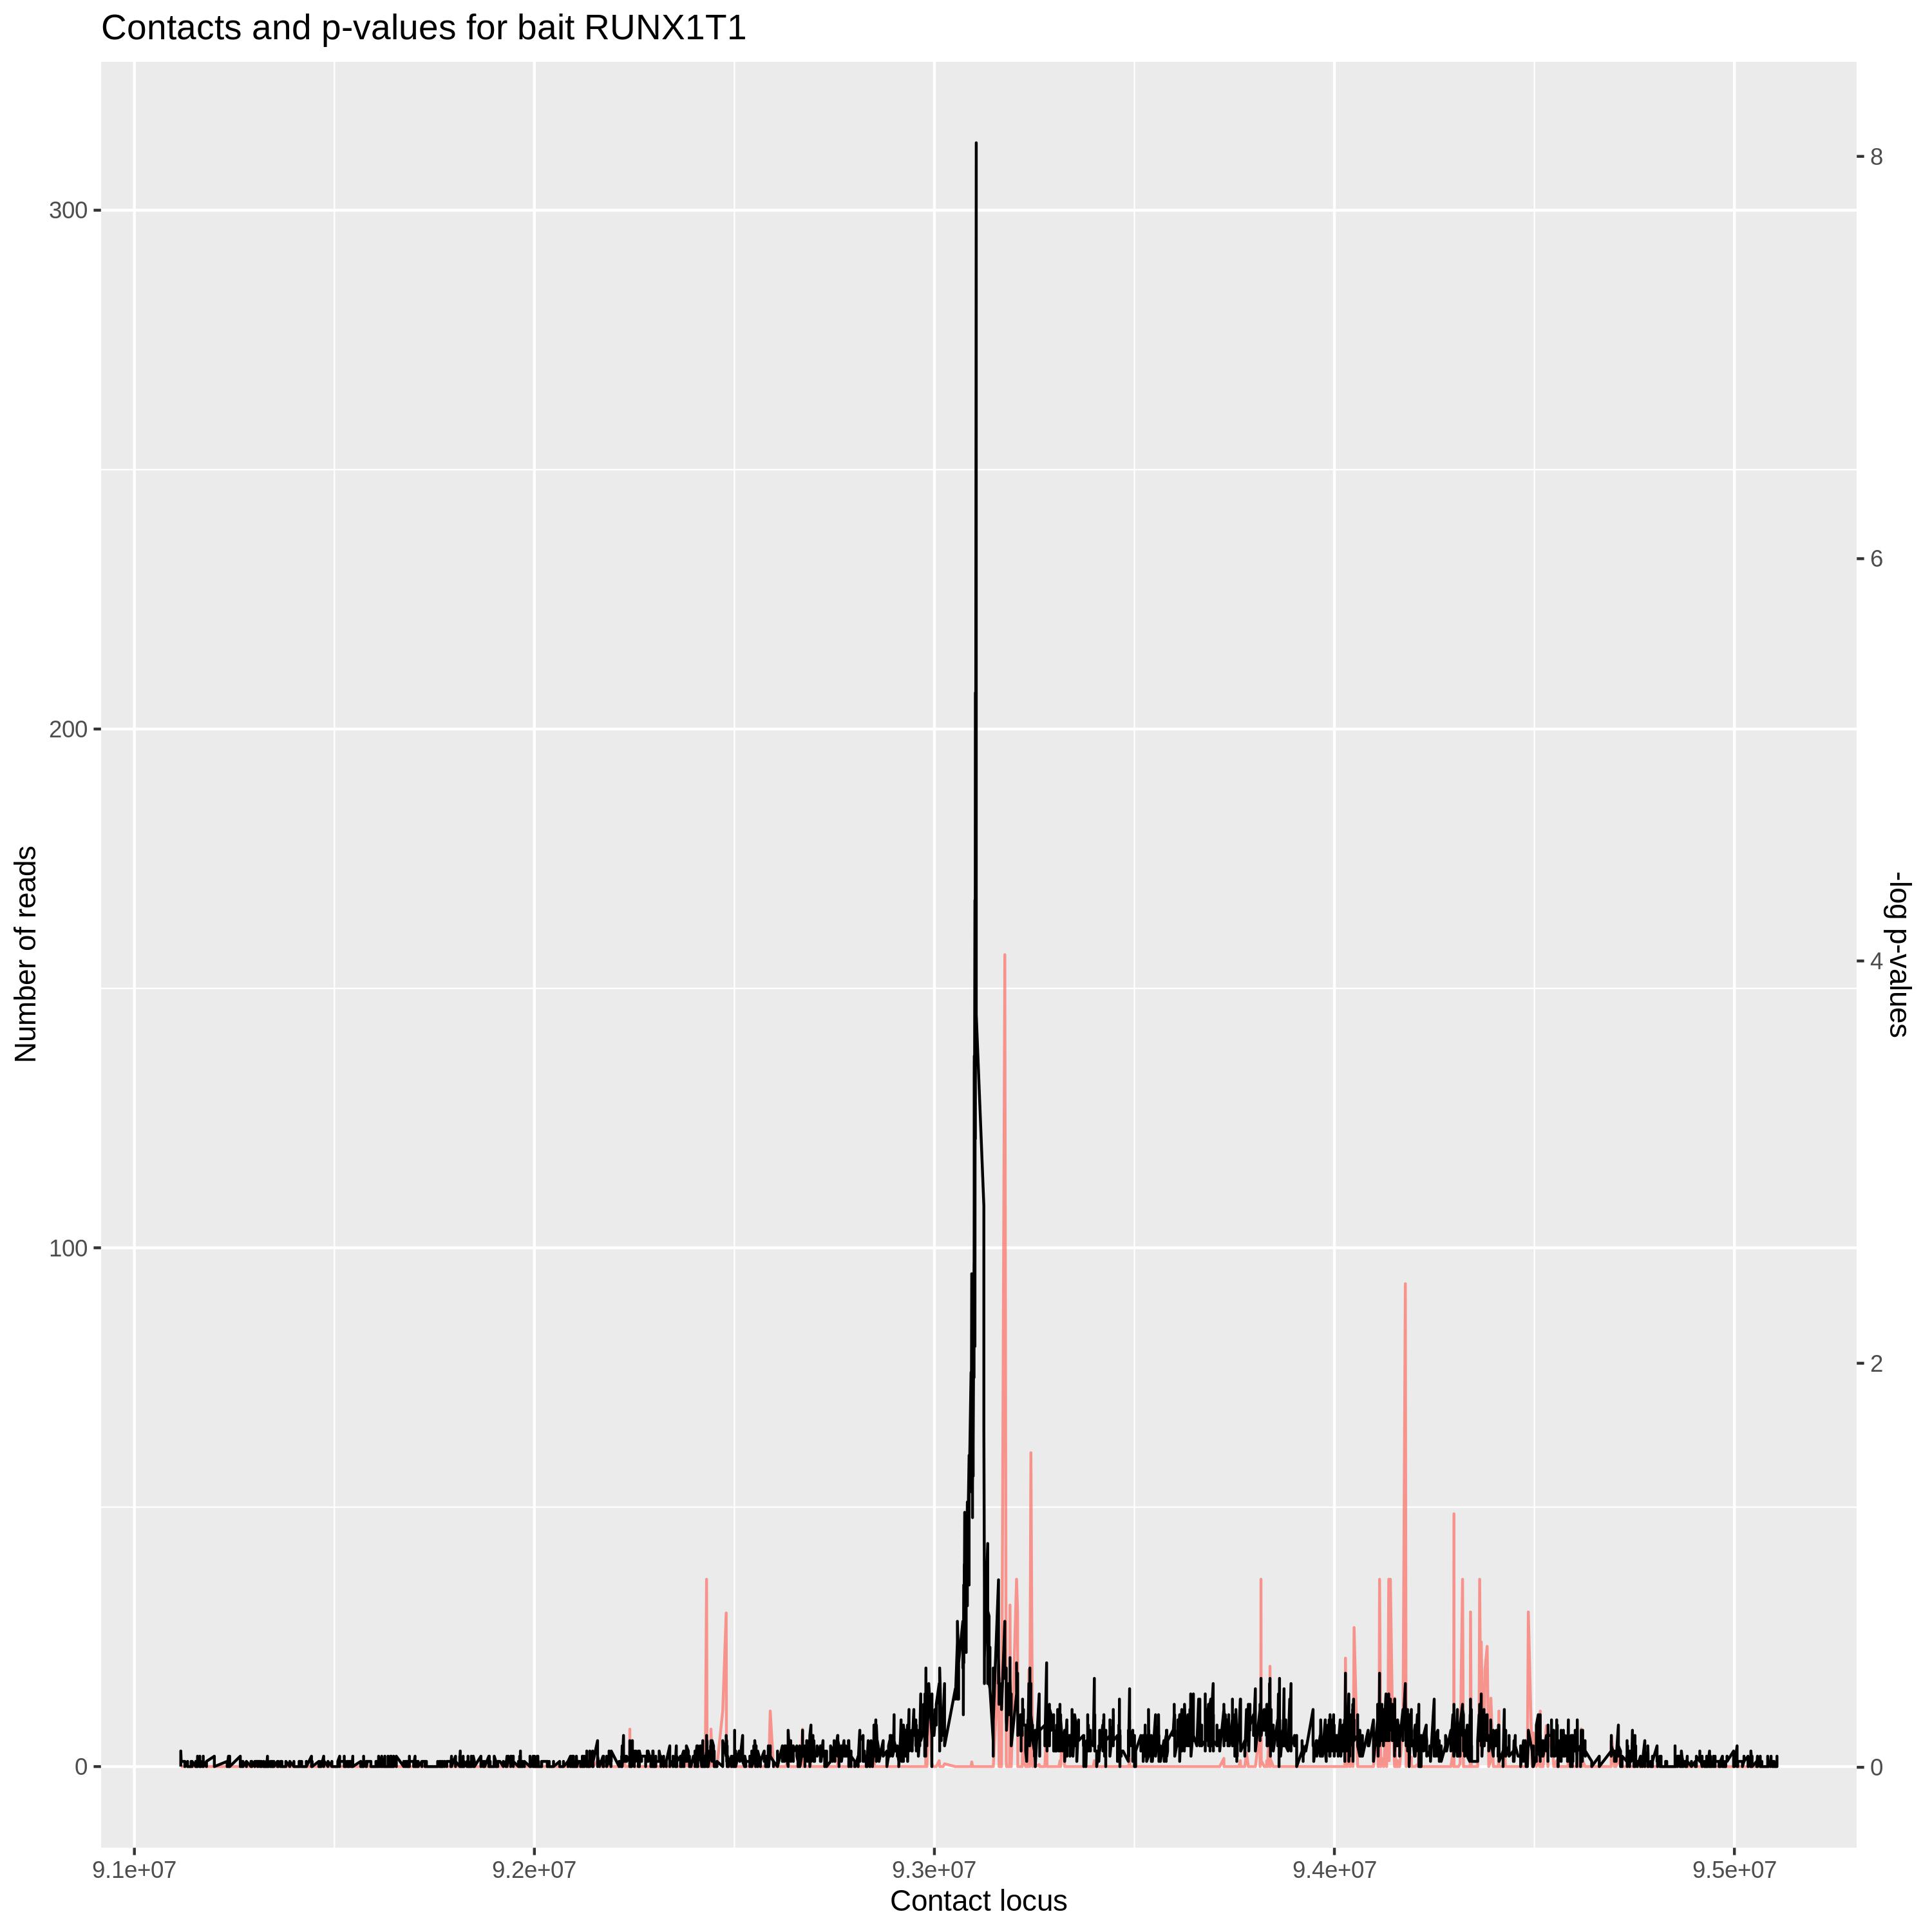 Contacts and p-values for bait RUNX1T1
300
200
100
0
Number of reads
8
6
4
2
0
-log p-values
9.1e+07
9.2e+07
9.3e+07
9.4e+07
9.5e+07
Contact locus